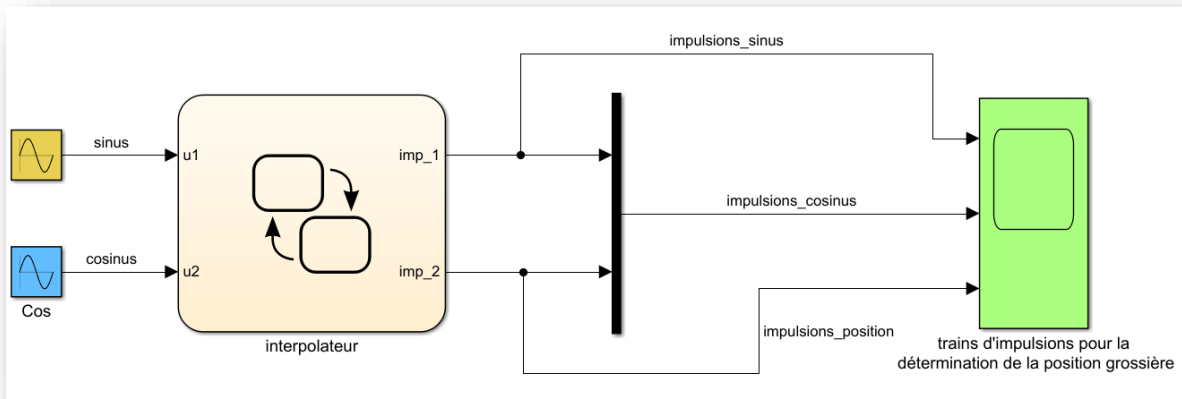 impulsions_sinus
sinus
u1
imp_1
impulsions_cosinus
cosinus
u2
imp_2
Cos
impulsions_position
interpolateur
trains d'impulsions pour la
détermination de la position grossière